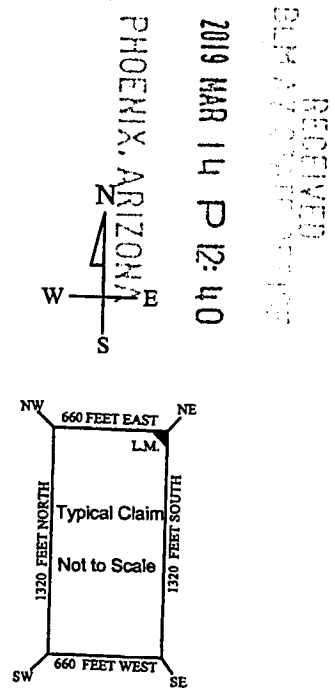 RECEIVED
2019 MAR 14 P 12: 40
PHOENIX, ARIZONA
N
W E
S
NW 660 FEET EAST NE
L.M.
1320 FEET NORTH
Typical Claim
Not to Scale
1320 FEET SOUTH
SW 660 FEET WEST SE